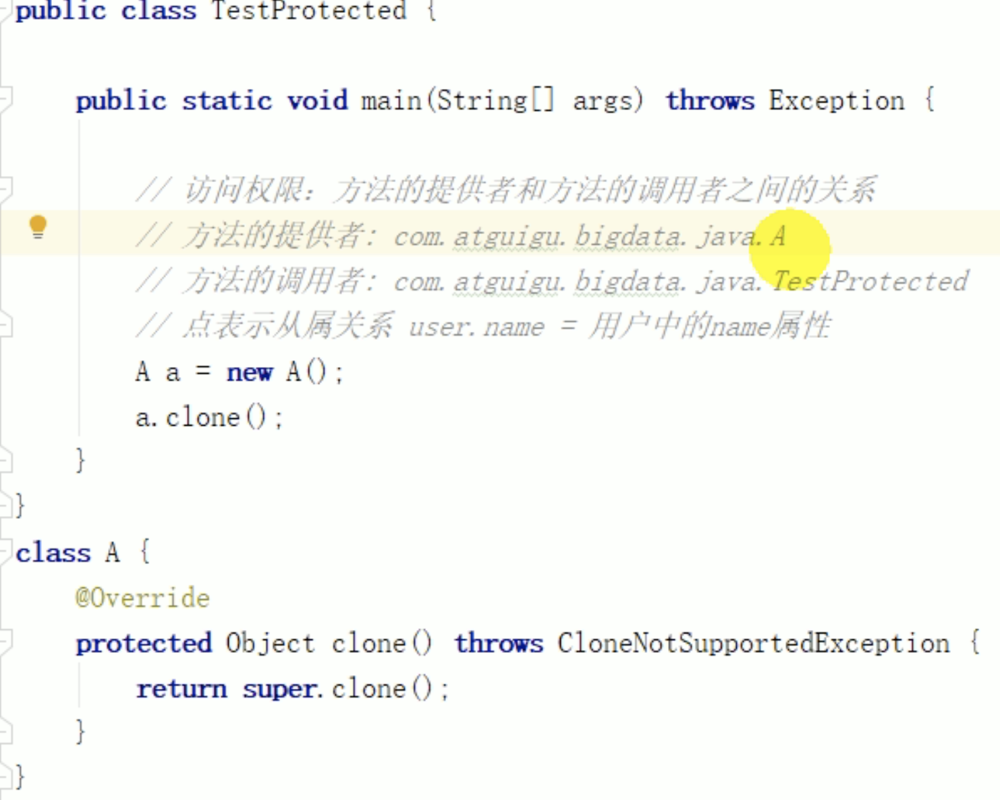 public class TestProtected {
public static void main(String[] args) throws Exception {
// 访问权限：方法的提供者和方法的调用者之间的关系
// 方法的提供者: com.atguigu.bigdata.java.A
// 方法的调用者: com.atguigu.bigdata.java.TestProtected
// 点表示从属关系 user.name = 用户中的name属性
A a = new A();
a.clone();
}
}
class A {
@Override
protected Object clone() throws CloneNotSupportedException {
return super.clone();
}
}